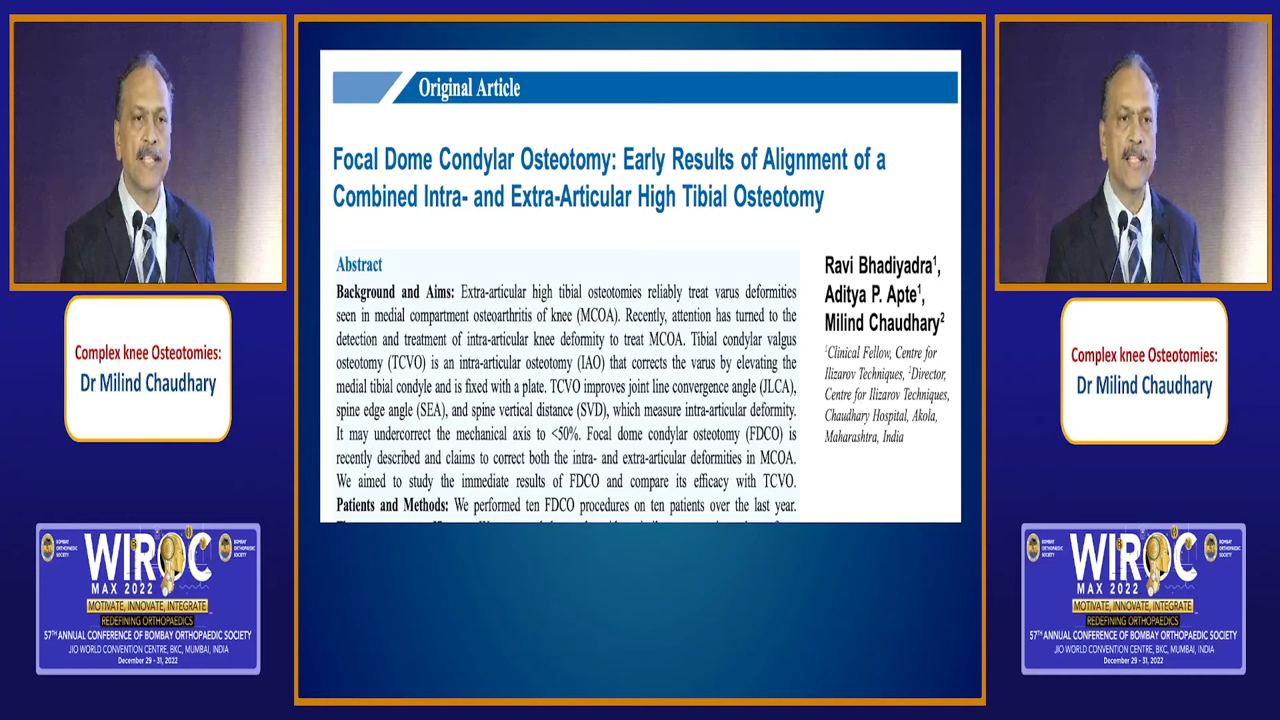 Original Article
Focal Dome Condylar Osteotomy: Early Results of Alignment of a
Combined Intra- and Extra-Articular High Tibial Osteotomy
Abstract
Background and Aims: Extra-articular high tibial osteotomies reliably treat varus deformities
seen in medial compartment osteoarthritis of knee (MCOA). Recently, attention has turned to the
detection and treatment of intra-articular knee deformity to treat MCOA. Tibial condylar valgus
osteotomy (TCVO) is an intra-articular osteotomy (IAO) that corrects the varus by elevating the
medial tibial condyle and is fixed with a plate. TCVO improves joint line convergence angle (JLCA),
spine edge angle (SEA), and spine vertical distance (SVD), which measure intra-articular deformity.
It may undercorrect the mechanical axis to <50%. Focal dome condylar osteotomy (FDCO) is
recently described and claims to correct both the intra- and extra-articular deformities in MCOA.
We aimed to study the immediate results of FDCO and compare its efficacy with TCVO.
Patients and Methods: We performed ten FDCO procedures on ten patients over the last year.
Ravi Bhadiyadra1,
Aditya P. Apte1,
Milind Chaudhary2
1Clinical Fellow, Centre for
Ilizarov Techniques, 2Director,
Centre for Ilizarov Techniques,
Chaudhary Hospital, Akola,
Maharashtra, India
Complex knee Osteotomies:
Dr Milind Chaudhary
Complex knee Osteotomies:
Dr Milind Chaudhary
BOMBAY
ORTHOPAEDIC
SOCIETY
BOMBAY
ORTHOPAEDIC
SOCIETY
WIROC
MAX 2022
MOTIVATE, INNOVATE, INTEGRATE
REDEFINING ORTHOPAEDICS
57TH ANNUAL CONFERENCE OF BOMBAY ORTHOPAEDIC SOCIETY
JIO WORLD CONVENTION CENTRE, BKC, MUMBAI, INDIA
December 29 - 31, 2022
BOMBAY
ORTHOPAEDIC
SOCIETY
BOMBAY
ORTHOPAEDIC
SOCIETY
WIROC
MAX 2022
MOTIVATE, INNOVATE, INTEGRATE
REDEFINING ORTHOPAEDICS
57TH ANNUAL CONFERENCE OF BOMBAY ORTHOPAEDIC SOCIETY
JIO WORLD CONVENTION CENTRE, BKC, MUMBAI, INDIA
December 29 - 31, 2022